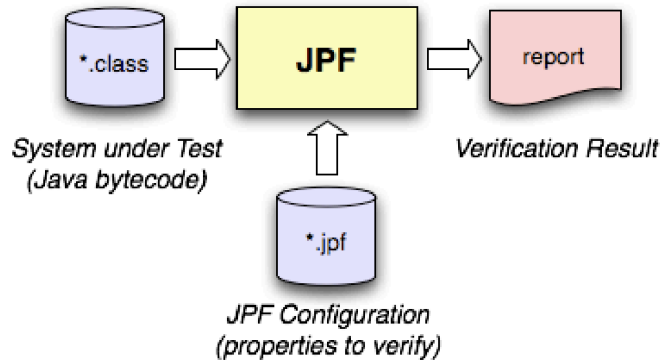 *.class
JPF
report
System under Test
(Java bytecode)
Verification Result
*.jpf
JPF Configuration
(properties to verify)